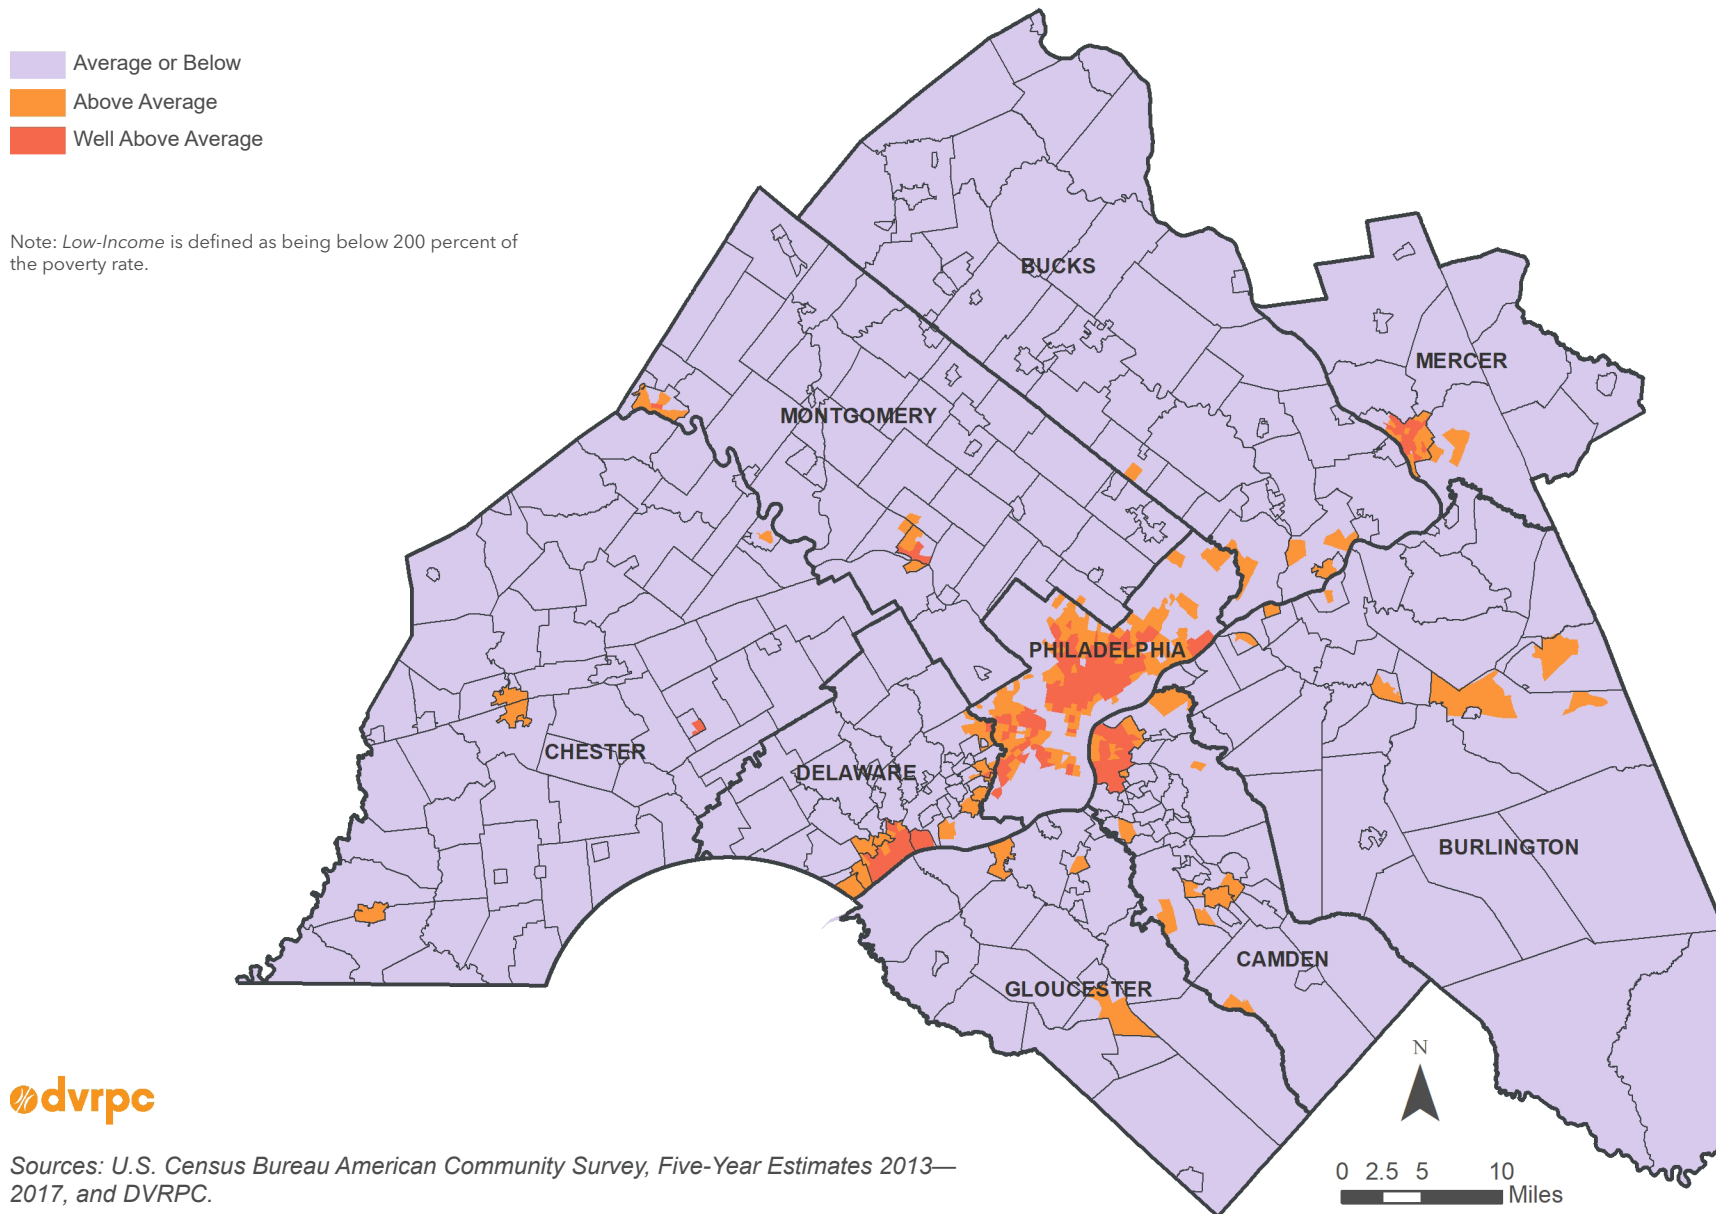 Average or Below
Above Average
Well Above Average
Note: Low-Income is defined as being below 200 percent of
the poverty rate.
BUCKS
MERCER
MONTGOMERY
PHILADELPHIA
CHESTER
DELAWARE
BURLINGTON
CAMDEN
GLOUCESTER
N
dvrpc
Sources: U.S. Census Bureau American Community Survey, Five-Year Estimates 2013—
2017, and DVRPC.
0 2.5 5 10
Miles